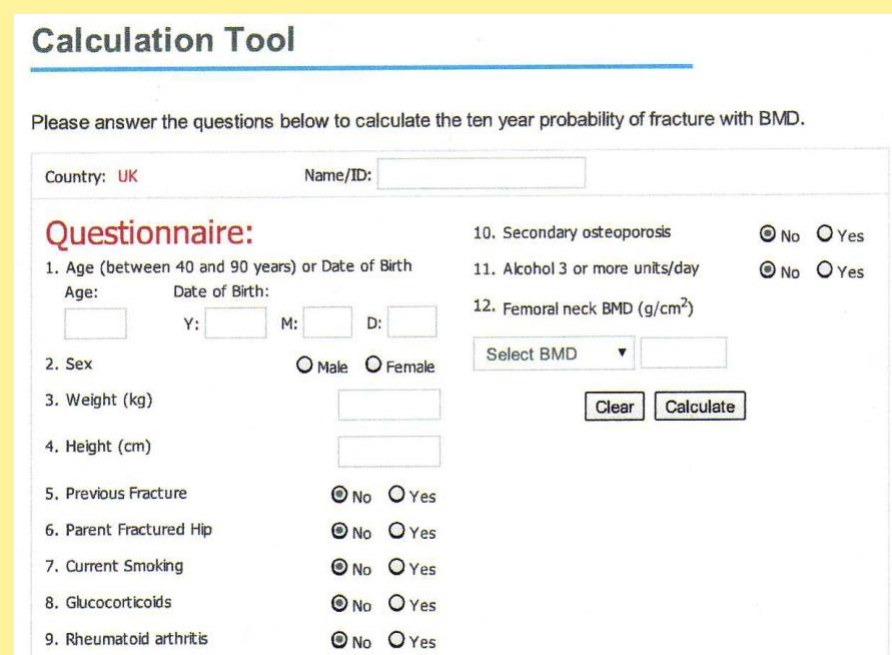 Calculation Tool
Please answer the questions below to calculate the ten year probability of fracture with BMD.
Country: UK
Name/ID:
Questionnaire:
1. Age (between 40 and 90 years) or Date of Birth
Age:
Date of Birth:
Y:
M:
D:
2. Sex
Male
Female
3. Weight (kg)
4. Height (cm)
5. Previous Fracture
No
Yes
6. Parent Fractured Hip
No
Yes
7. Current Smoking
No
Yes
8. Glucocorticoids
No
Yes
9. Rheumatoid arthritis
No
Yes
10. Secondary osteoporosis
No
Yes
11. Alcohol 3 or more units/day
No
Yes
12. Femoral neck BMD (g/cm²)
Select BMD
Clear
Calculate